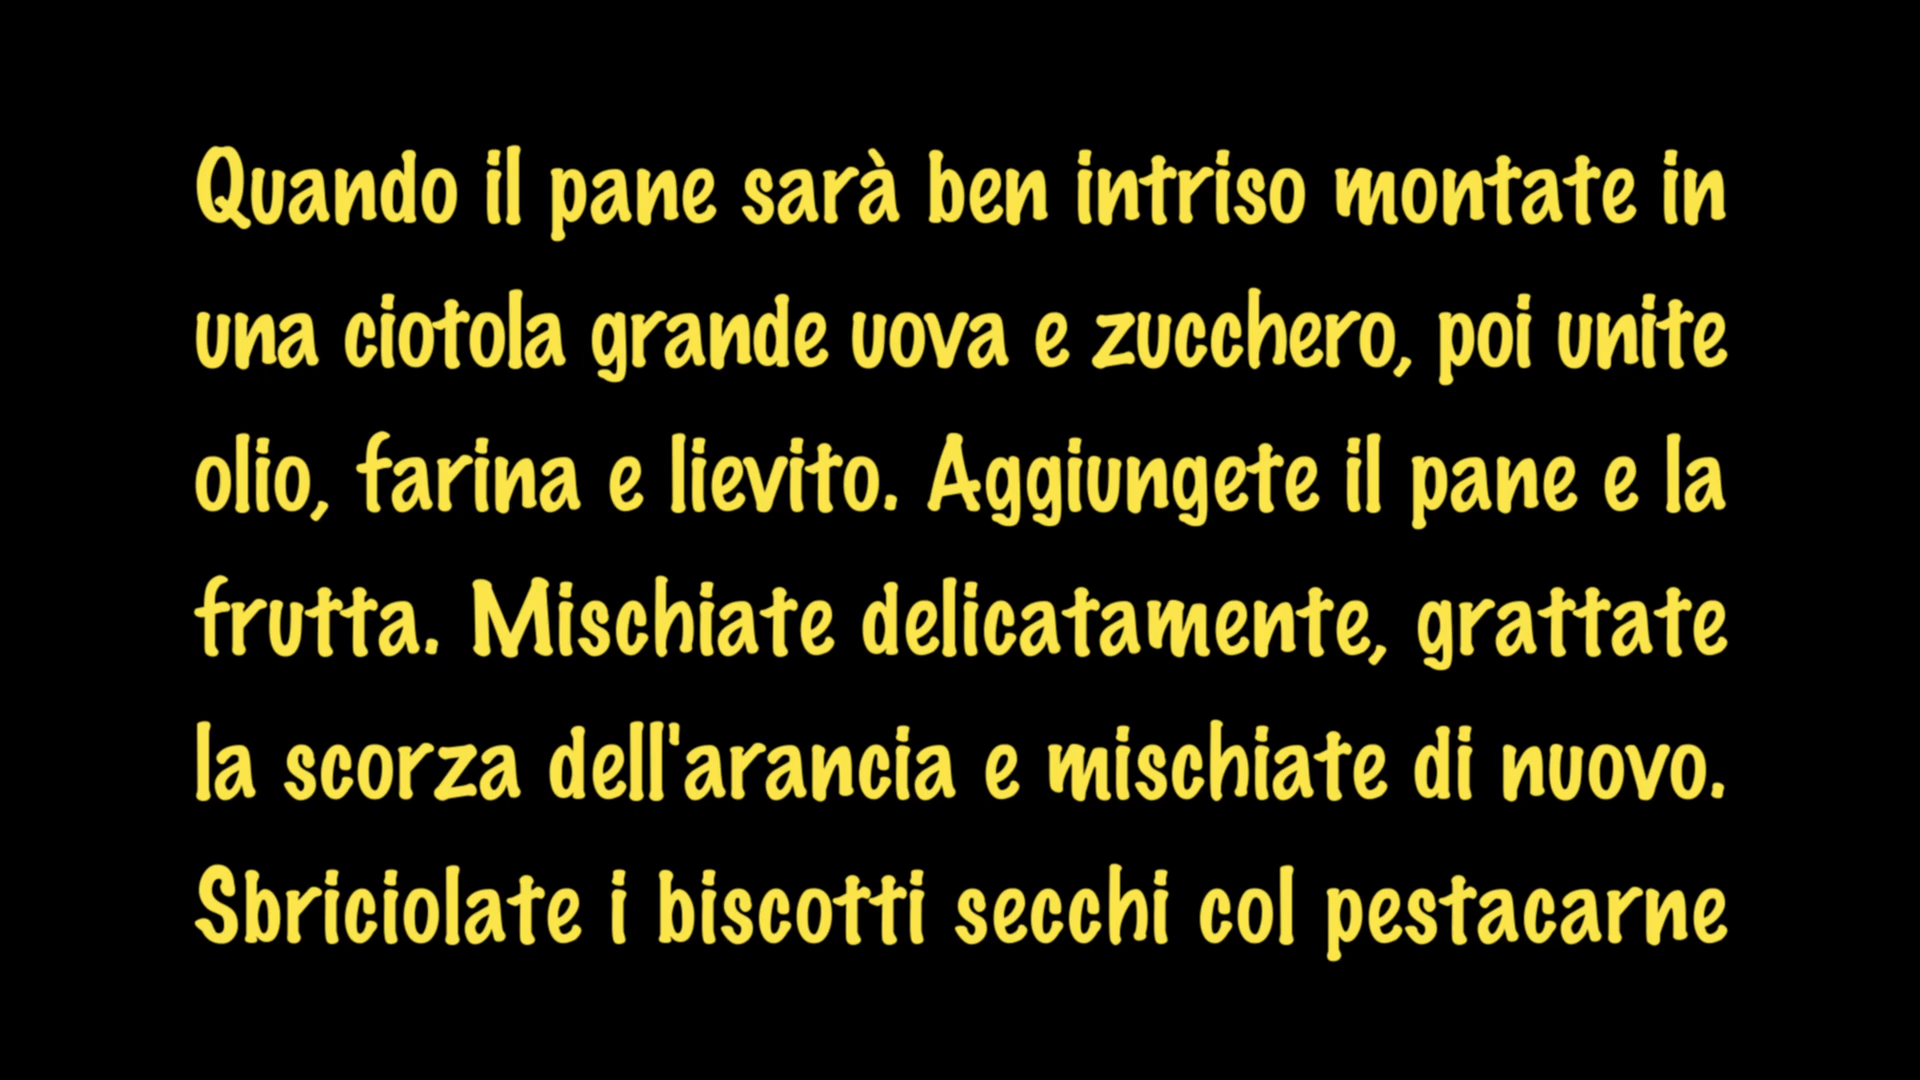 Quando il pane sarà ben intriso montate in
una ciotola grande uova e zucchero, poi unite
olio, farina e lievito. Aggiungete il pane e la
frutta. Mischiate delicatamente, grattate
la scorza dell'arancia e mischiate di nuovo.
Sbriciolate i biscotti secchi col pestacarne